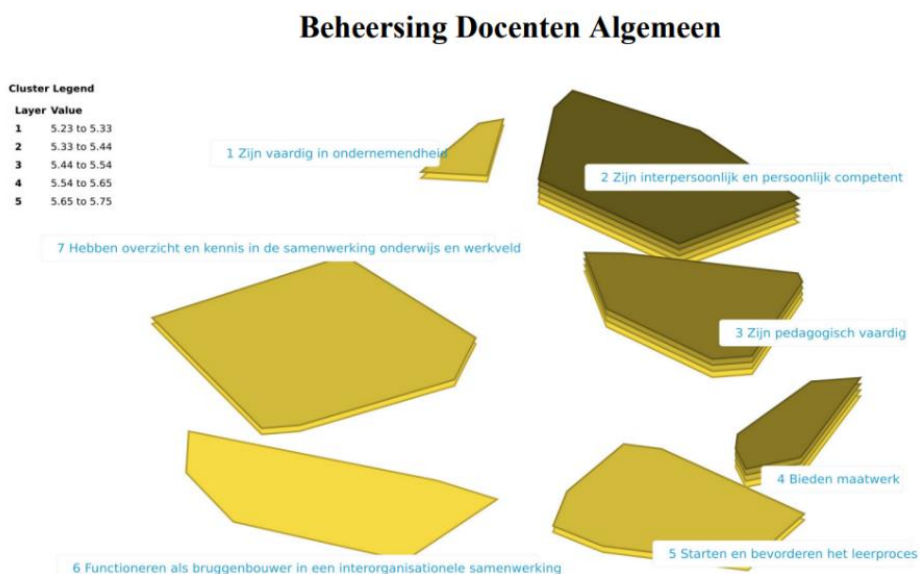 Beheersing Docenten Algemeen
Cluster Legend
Layer Value
1 5.23 to 5.33
2 5.33 to 5.44
3 5.44 to 5.54
4 5.54 to 5.65
5 5.65 to 5.75
1 Zijn vaardig in ondernemendheid
2 Zijn interpersoonlijk en persoonlijk competent
7 Hebben overzicht en kennis in de samenwerking onderwijs en werkveld
3 Zijn pedagogisch vaardig
4 Bieden maatwerk
5 Starten en bevorderen het leerproces
6 Functioneren als bruggenbouwer in een interorganisationele samenwerking